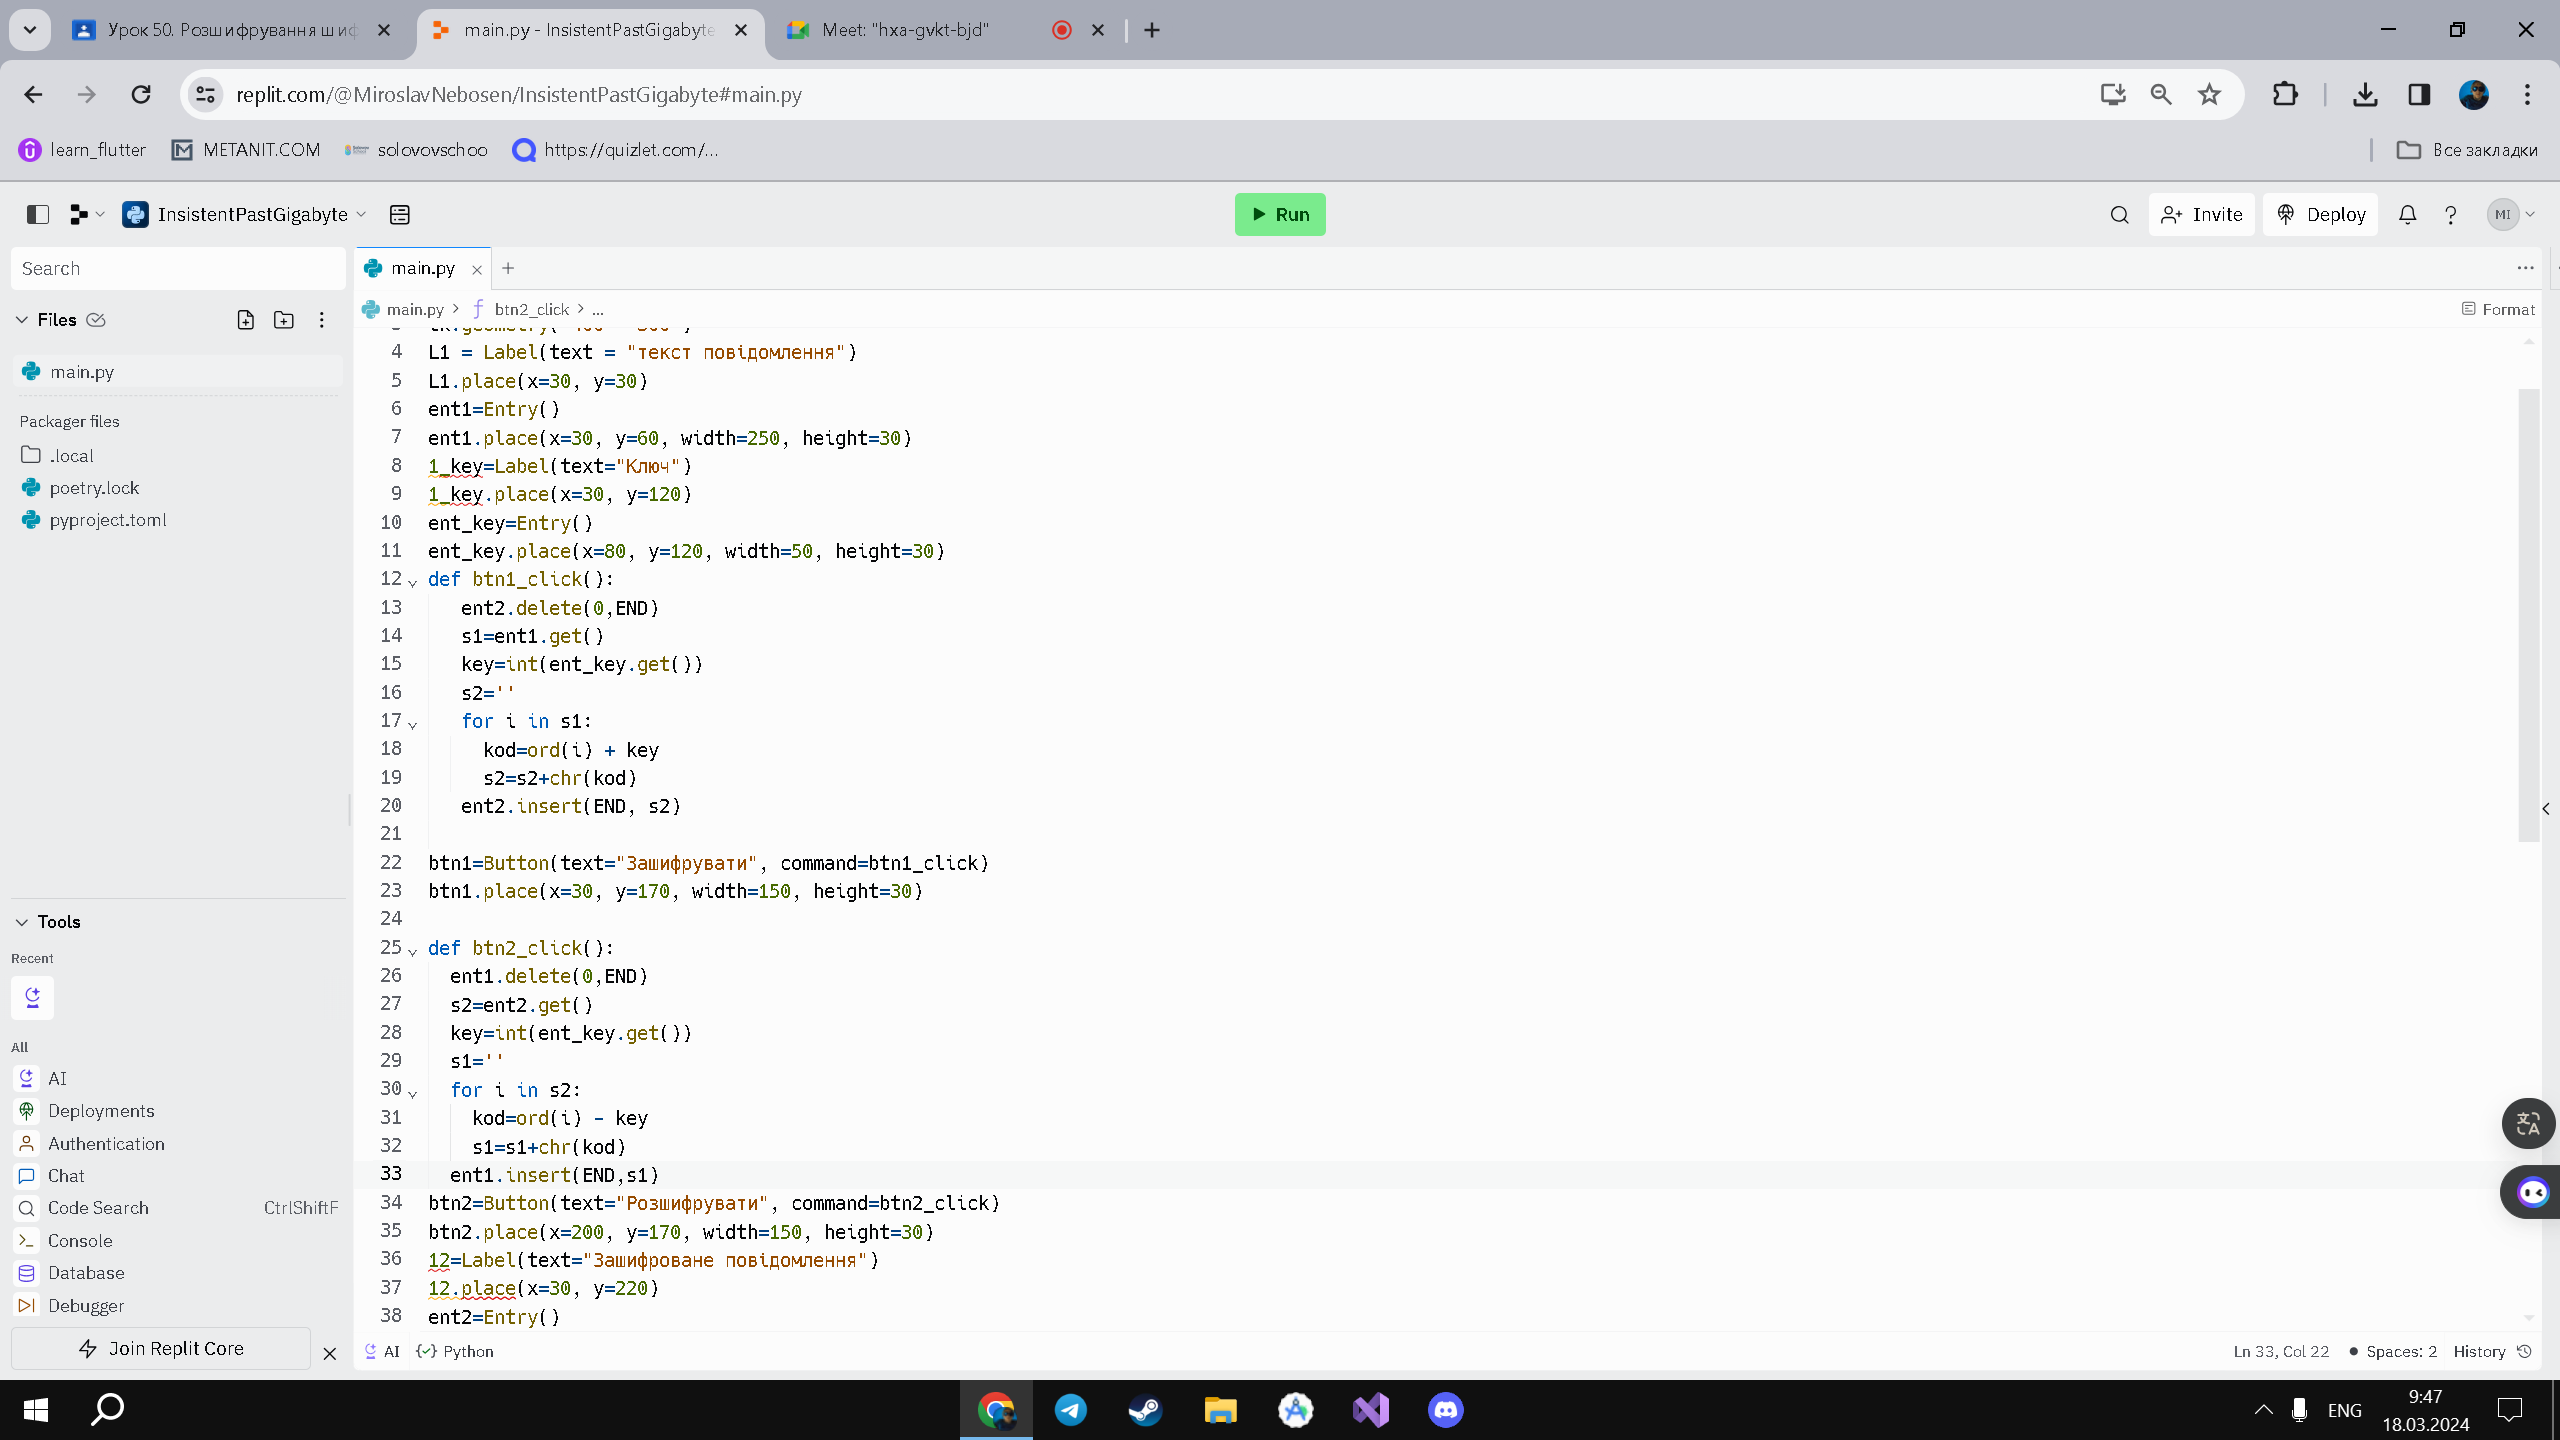 Урок 50. Розшифрування шиф
main.py - InsistentPastGigabyte
Meet: "hxa-gvkt-bjd"
replit.com/@MiroslavNebosen/InsistentPastGigabyte#main.py
learn_flutter
METANIT.COM
solovovschoo
https://quizlet.com/...
Все закладки
InsistentPastGigabyte
Run
Invite
Deploy
?
MI
Search
main.py
Files
main.py > btn2_click > ...
Format
main.py
Packager files
.local
poetry.lock
pyproject.toml
4 L1 = Label(text = "текст повідомлення")
5 L1.place(x=30, y=30)
6 ent1=Entry()
7 ent1.place(x=30, y=60, width=250, height=30)
8 1_key=Label(text="Ключ")
9 1_key.place(x=30, y=120)
10 ent_key=Entry()
11 ent_key.place(x=80, y=120, width=50, height=30)
12 def btn1_click():
13 ent2.delete(0,END)
14 s1=ent1.get()
15 key=int(ent_key.get())
16 s2=''
17 for i in s1:
18 kod=ord(i) + key
19 s2=s2+chr(kod)
20 ent2.insert(END, s2)
21
22 btn1=Button(text="Зашифрувати", command=btn1_click)
23 btn1.place(x=30, y=170, width=150, height=30)
24
25 def btn2_click():
26 ent1.delete(0,END)
27 s2=ent2.get()
28 key=int(ent_key.get())
29 s1=''
30 for i in s2:
31 kod=ord(i) - key
32 s1=s1+chr(kod)
33 ent1.insert(END,s1)
34 btn2=Button(text="Розшифрувати", command=btn2_click)
35 btn2.place(x=200, y=170, width=150, height=30)
36 12=Label(text="Зашифроване повідомлення")
37 12.place(x=30, y=220)
38 ent2=Entry()
Tools
Recent
All
AI
Deployments
Authentication
Chat
Code Search CtrlShiftF
Console
Database
Debugger
Join Replit Core
AI
Python
Ln 33, Col 22
Spaces: 2
History
ENG
9:47
18.03.2024